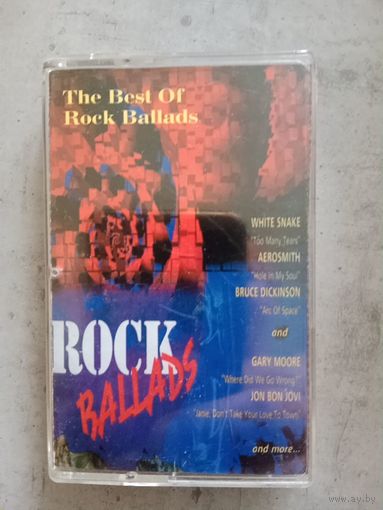 The Best Of
Rock Ballads
WHITE SNAKE
"Too Many Tears"
AEROSMITH
"Hole in My Soul"
BRUCE DICKINSON
"Arc Of Space"
and
GARY MOORE
"Where Did We Go Wrong?"
JON BON JOVI
"Janie, Don't Take Your Love To Town"
and more...
ROCK
BALLADS
www.ay.by